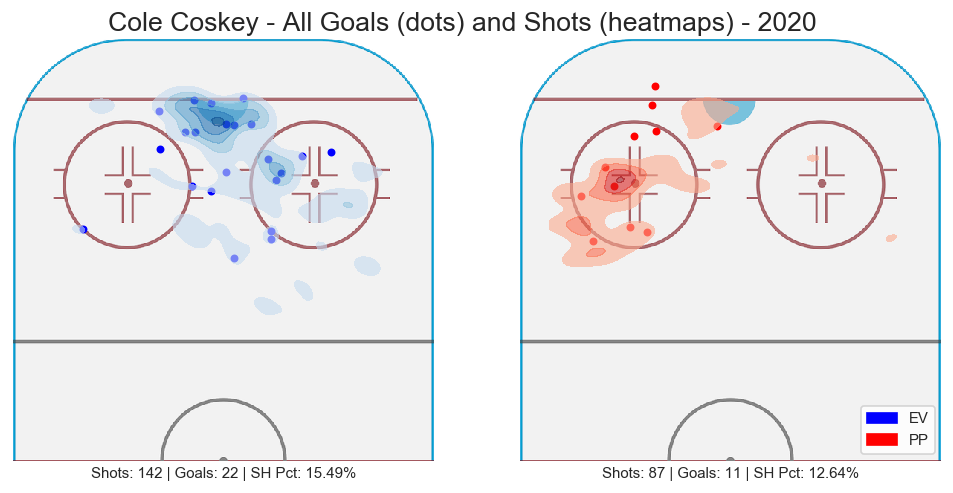 Cole Coskey - All Goals (dots) and Shots (heatmaps) - 2020
EV
PP
Shots: 142 | Goals: 22 | SH Pct: 15.49%
Shots: 87 | Goals: 11 | SH Pct: 12.64%